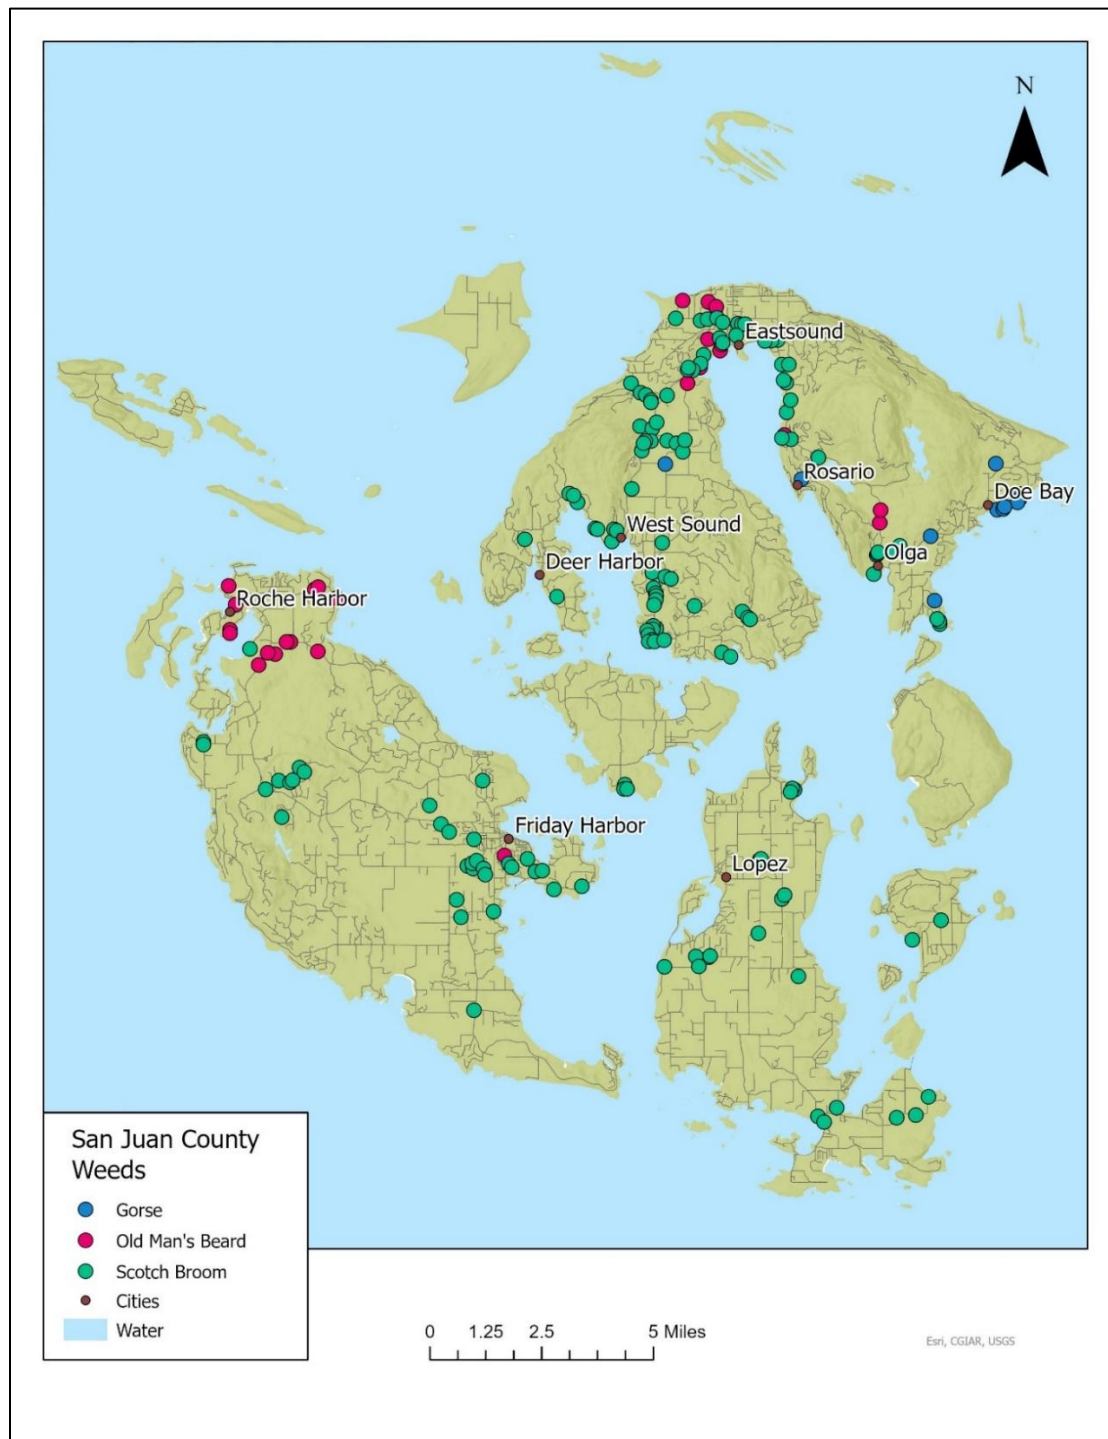 N
Eastsound
Rosario
Doe Bay
West Sound
Olga
Deer Harbor
Roche Harbor
Friday Harbor
Lopez
San Juan County
Weeds
Gorse
Old Man's Beard
Scotch Broom
Cities
Water
0 1.25 2.5 5 Miles
Esri, CGIAR, USGS